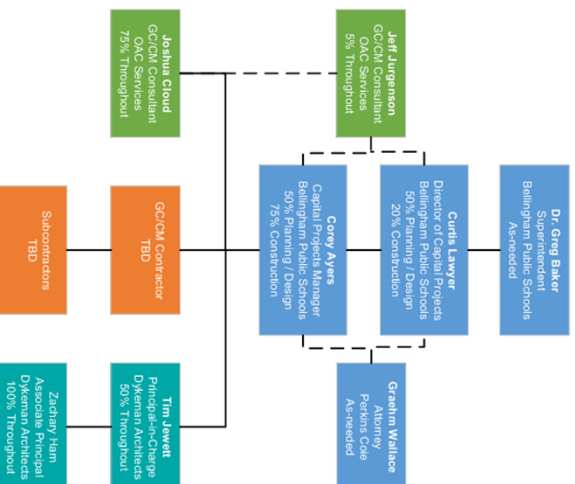 Dr. Greg Baker
Superintendent
Bellingham Public Schools
As-needed
Jeff Jurgenson
GC/CM Consultant
OAC Services
5% Throughout
Curtis Lawyer
Director of Capital Projects
Bellingham Public Schools
50% Planning / Design
20% Construction
Graehm Wallace
Attorney
Perkins Coie
As-needed
Corey Ayers
Capital Projects Manager
Bellingham Public Schools
50% Planning / Design
75% Construction
Joshua Cloud
GC/CM Consultant
OAC Services
75% Throughout
GC/CM Contractor
TBD
Tim Jewett
Principal-in-Charge
Dykeman Architects
50% Throughout
Subcontractors
TBD
Zachary Ham
Associate Principal
Dykeman Architects
100% Throughout